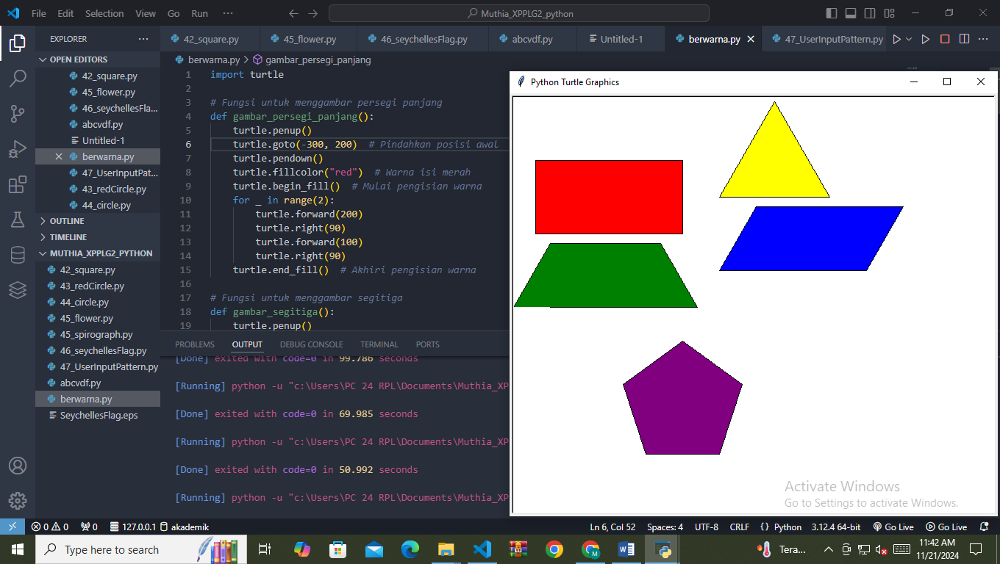 File Edit Selection View Go Run ··· Muthia_XPPLG2_python
EXPLORER ···
OPEN EDITORS
42_square.py
45_flower.py
46_seychellesFla...
abcvdf.py
Untitled-1
berwarna.py
47_UserInputPat...
43_redCircle.py
44_circle.py
OUTLINE
TIMELINE
MUTHIA_XPPLG2_PYTHON
42_square.py
43_redCircle.py
44_circle.py
45_flower.py
45_spirograph.py
46_seychellesFlag.py
47_UserInputPattern.py
abcvdf.py
berwarna.py
SeychellesFlag.eps
42_square.py 45_flower.py 46_seychellesFlag.py abcvdf.py Untitled-1 berwarna.py 47_UserInputPattern.py
berwarna.py > gambar_persegi_panjang
1 import turtle
2
3 # Fungsi untuk menggambar persegi panjang
4 def gambar_persegi_panjang():
5 turtle.penup()
6 turtle.goto(-300, 200) # Pindahkan posisi awal
7 turtle.pendown()
8 turtle.fillcolor("red") # Warna isi merah
9 turtle.begin_fill() # Mulai pengisian warna
10 for _ in range(2):
11 turtle.forward(200)
12 turtle.right(90)
13 turtle.forward(100)
14 turtle.right(90)
15 turtle.end_fill() # Akhiri pengisian warna
16
17 # Fungsi untuk menggambar segitiga
18 def gambar_segitiga():
19 turtle.penup()
PROBLEMS OUTPUT DEBUG CONSOLE TERMINAL PORTS
[Done] exited with code=0 in 99.786 seconds
[Running] python -u "c:\Users\PC 24 RPL\Documents\Muthia_XP
[Done] exited with code=0 in 69.985 seconds
[Running] python -u "c:\Users\PC 24 RPL\Documents\Muthia_XP
[Done] exited with code=0 in 50.992 seconds
[Running] python -u "c:\Users\PC 24 RPL\Documents\Muthia_XP
Python Turtle Graphics
Activate Windows
Go to Settings to activate Windows.
0 0 0 127.0.0.1 akademik Ln 6, Col 52 Spaces: 4 UTF-8 CRLF {} Python 3.12.4 64-bit Go Live Go Live
Type here to search Tera... 11:42 AM
11/21/2024